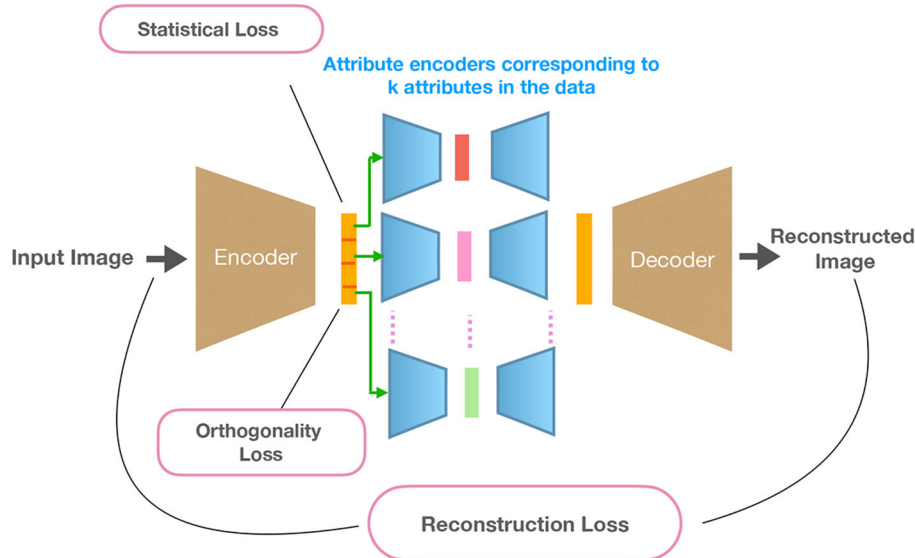 Statistical Loss
Attribute encoders corresponding to
k attributes in the data
Input Image
Encoder
Decoder
Reconstructed
Image
Orthogonality
Loss
Reconstruction Loss